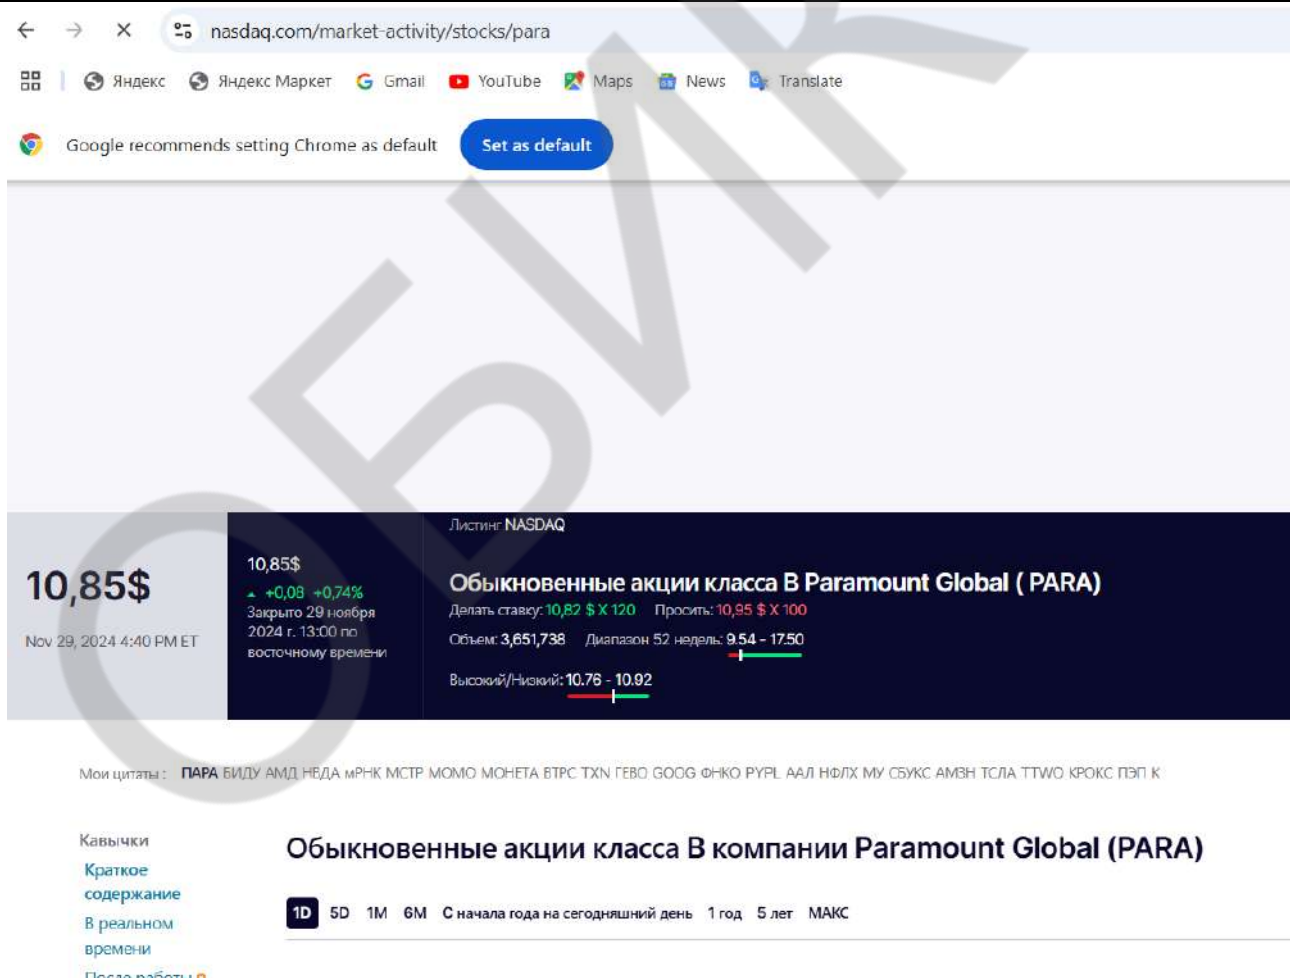 nasdaq.com/market-activity/stocks/para
Яндекс Яндекс Маркет Gmail YouTube Maps News Translate
Google recommends setting Chrome as default Set as default
ОБИК
Листинг NASDAQ
10,85$
Nov 29, 2024 4:40 PM ET
10,85$
+0,08 +0,74%
Закрыто 29 ноября
2024 г. 13:00 по
восточному времени
Обыкновенные акции класса B Paramount Global ( PARA)
Делать ставку: 10,82 $ X 120 Просить: 10,95 $ X 100
Объем: 3,651,738 Диапазон 52 недель: 9.54 - 17.50
Высокий/Низкий: 10.76 - 10.92
Мои цитаты : ПАРА БИДУ АМД НВДА мРНК МСТР МОМО МОНЕТА ВТРС TXN ГЕВО GOOG ФНКО PYPL ААЛ НФЛХ МУ СБУКС АМЗН ТСЛА TTWO КРОКС ПЭП К
Кавычки
Краткое
содержание
В реальном
времени
После работы
Обыкновенные акции класса B компании Paramount Global (PARA)
1D 5D 1M 6M С начала года на сегодняшний день 1 год 5 лет МАКС